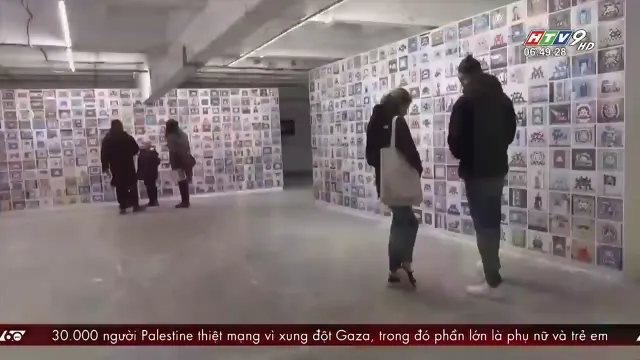 HTV9 HD
06:49:28
60 30.000 người Palestine thiệt mạng vì xung đột Gaza, trong đó phần lớn là phụ nữ và trẻ em